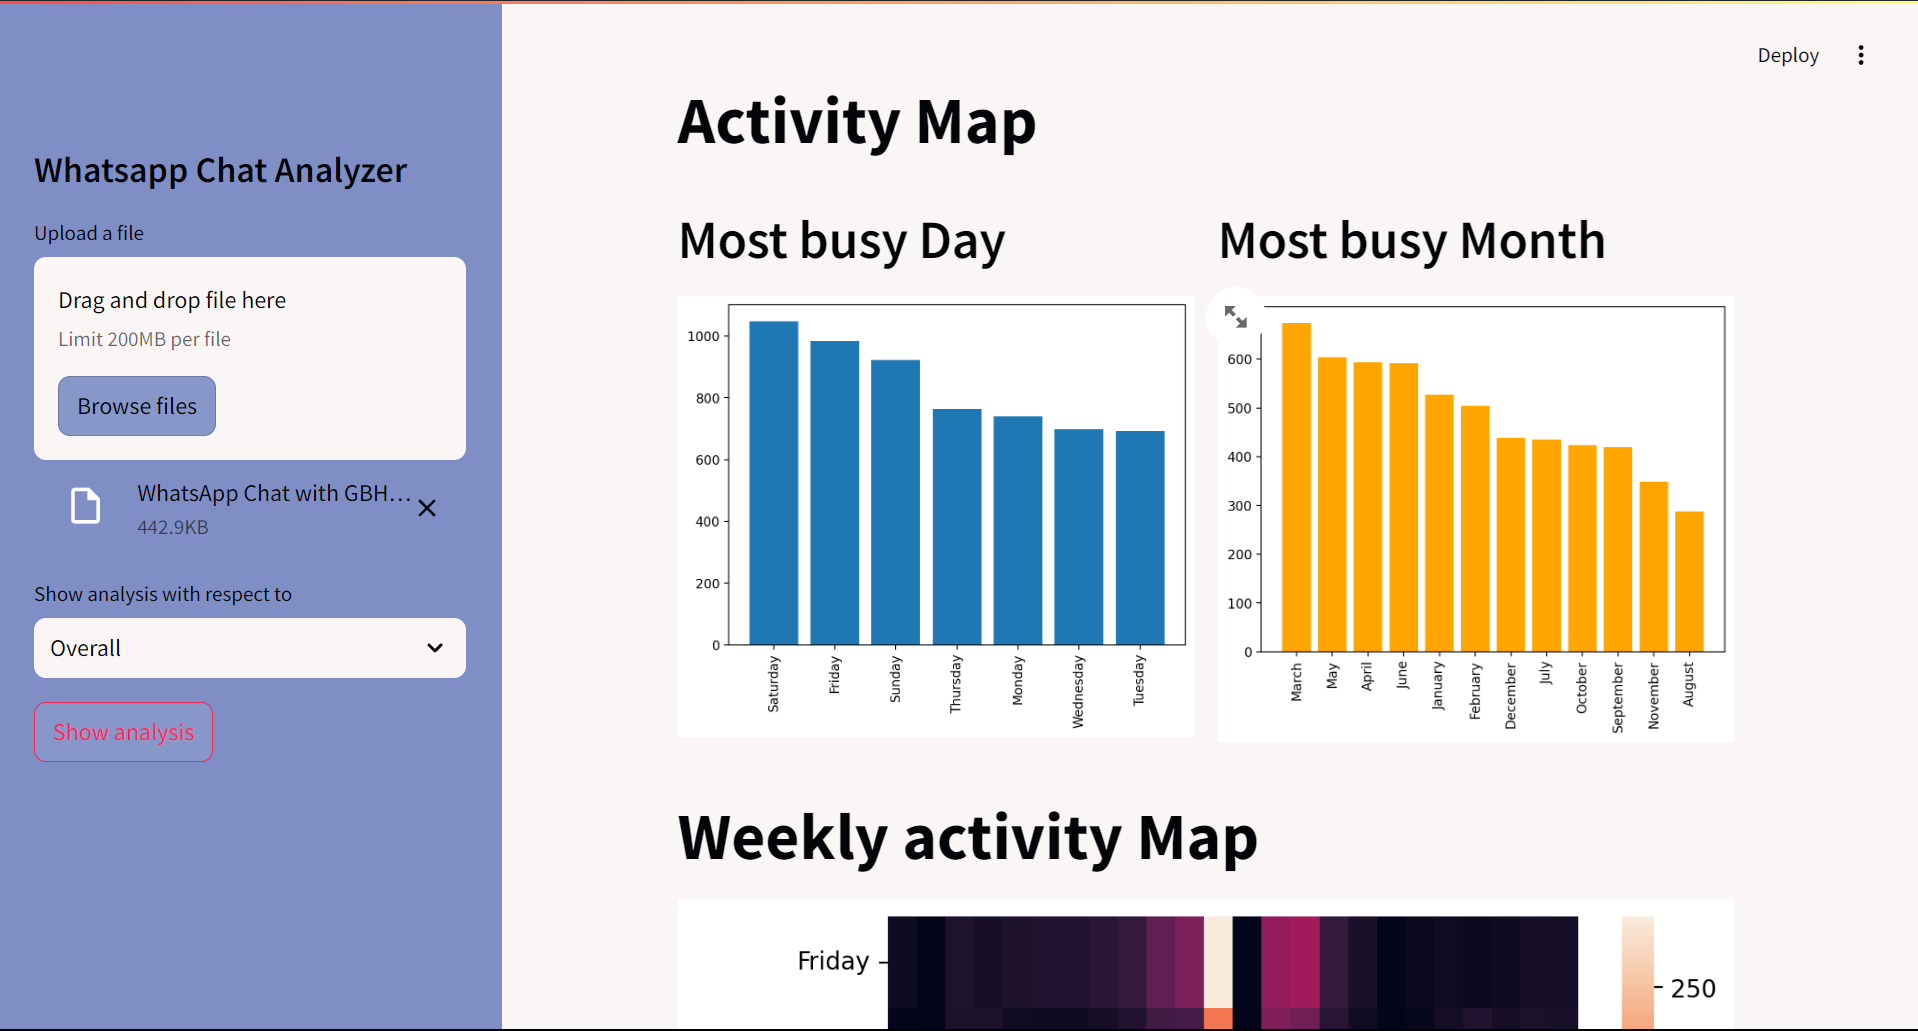 Deploy
Whatsapp Chat Analyzer
Upload a file
Drag and drop file here
Limit 200MB per file
Browse files
WhatsApp Chat with GBH…
442.9KB
Show analysis with respect to
Overall
Show analysis
Activity Map
Most busy Day
1000
800
600
400
200
0
Saturday
Friday
Sunday
Thursday
Monday
Wednesday
Tuesday
Most busy Month
600
500
400
300
200
100
0
March
May
April
June
January
February
December
July
October
September
November
August
Weekly activity Map
Friday
250